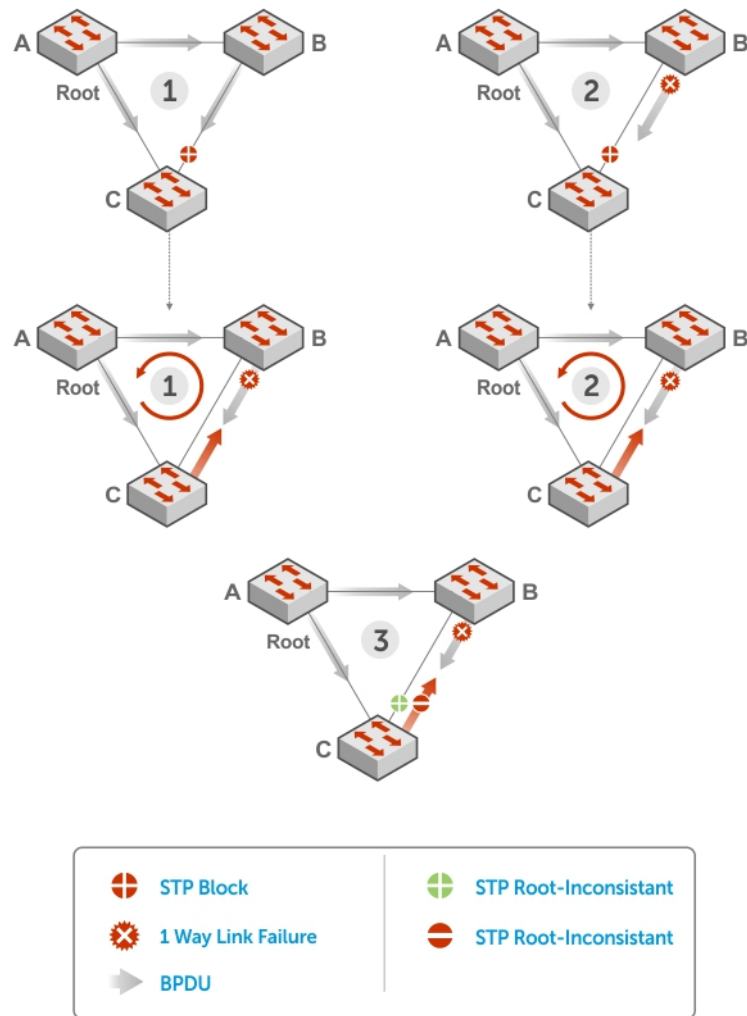 A B A B
Root 1 Root 2
C C
A B A B
Root 1 Root 2
C C
A B
Root 3
C
STP Block
1 Way Link Failure
BPDU
STP Root-Inconsistant
STP Root-Inconsistant